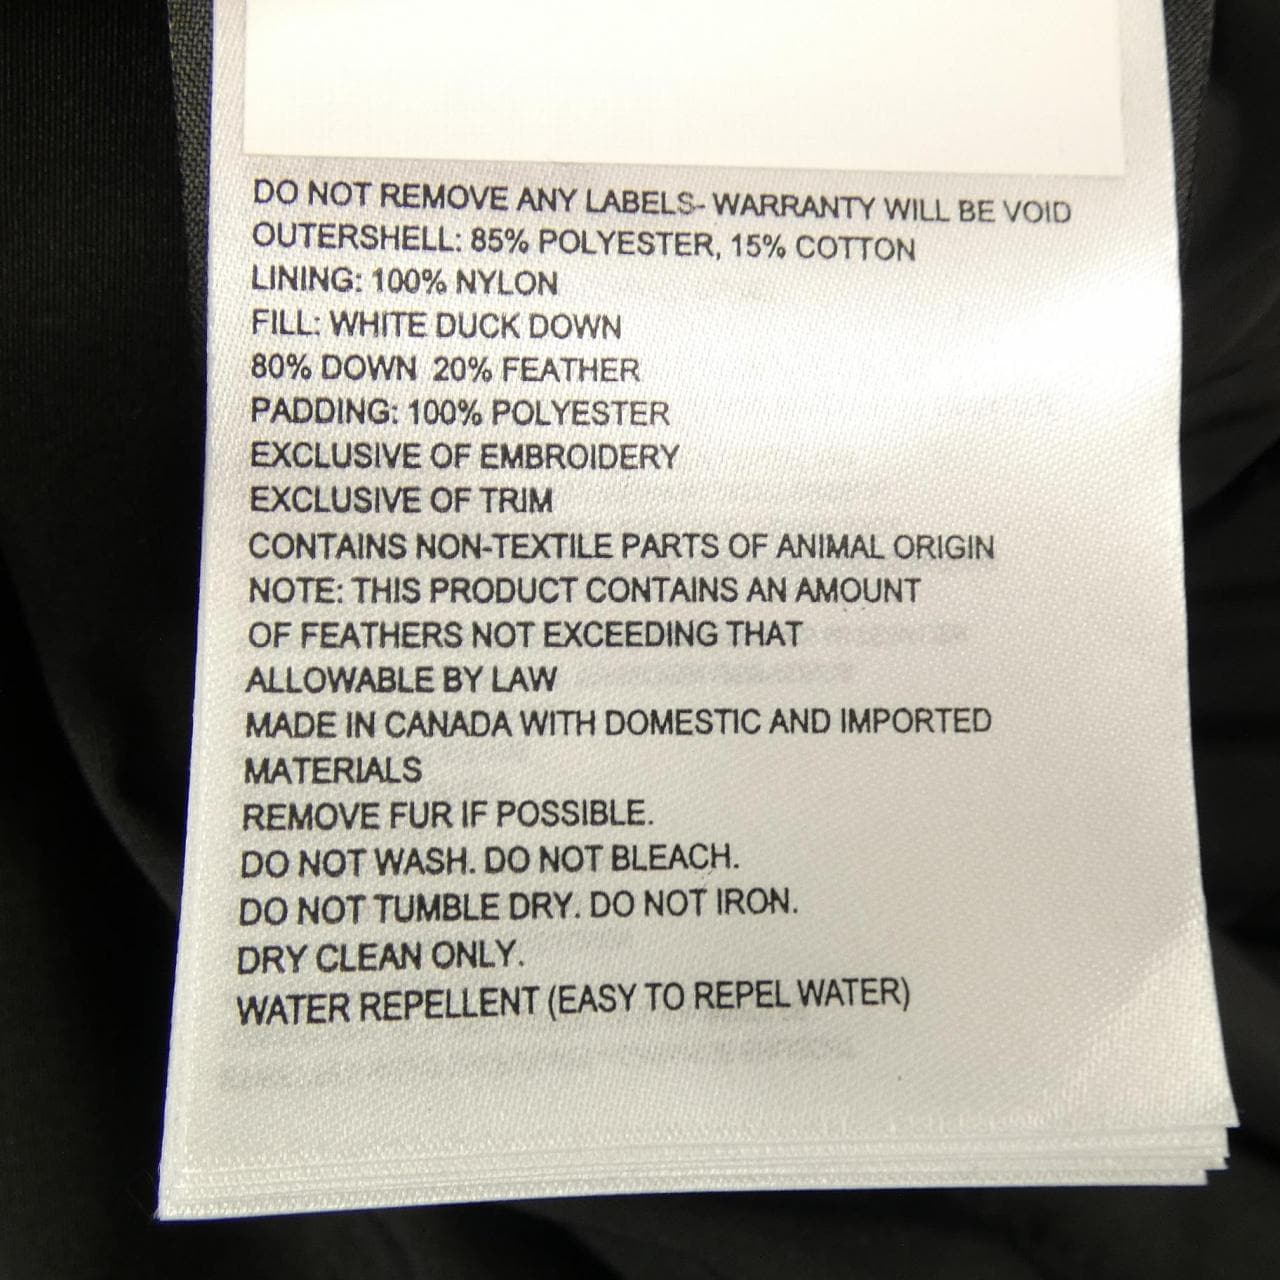 DO NOT REMOVE ANY LABELS- WARRANTY WILL BE VOID
OUTERSHELL: 85% POLYESTER, 15% COTTON
LINING: 100% NYLON
FILL: WHITE DUCK DOWN
80% DOWN 20% FEATHER
PADDING: 100% POLYESTER
EXCLUSIVE OF EMBROIDERY
EXCLUSIVE OF TRIM
CONTAINS NON-TEXTILE PARTS OF ANIMAL ORIGIN
NOTE: THIS PRODUCT CONTAINS AN AMOUNT
OF FEATHERS NOT EXCEEDING THAT
ALLOWABLE BY LAW
MADE IN CANADA WITH DOMESTIC AND IMPORTED
MATERIALS
REMOVE FUR IF POSSIBLE.
DO NOT WASH. DO NOT BLEACH.
DO NOT TUMBLE DRY. DO NOT IRON.
DRY CLEAN ONLY.
WATER REPELLENT (EASY TO REPEL WATER)